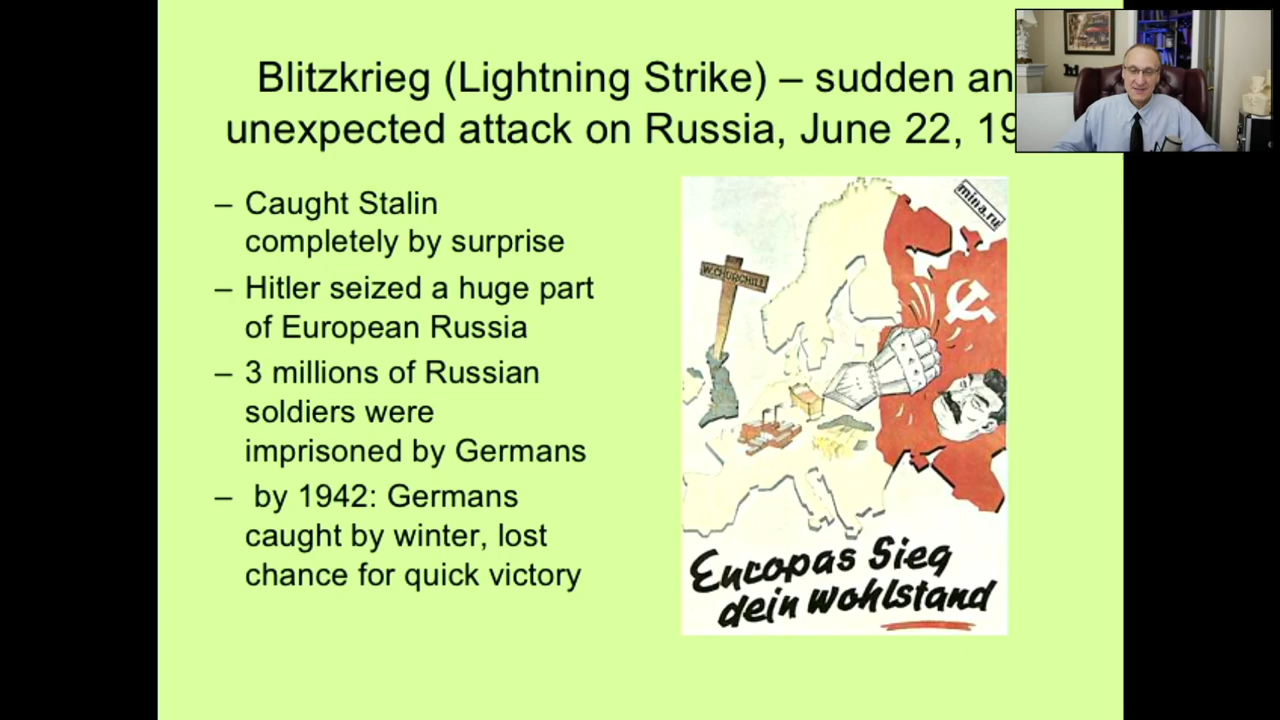 Blitzkrieg (Lightning Strike) – sudden an
unexpected attack on Russia, June 22, 19
– Caught Stalin
completely by surprise
– Hitler seized a huge part
of European Russia
– 3 millions of Russian
soldiers were
imprisoned by Germans
– by 1942: Germans
caught by winter, lost
chance for quick victory
mina.ru
W. CHURCHILL
Europas Sieg
dein Wohlstand